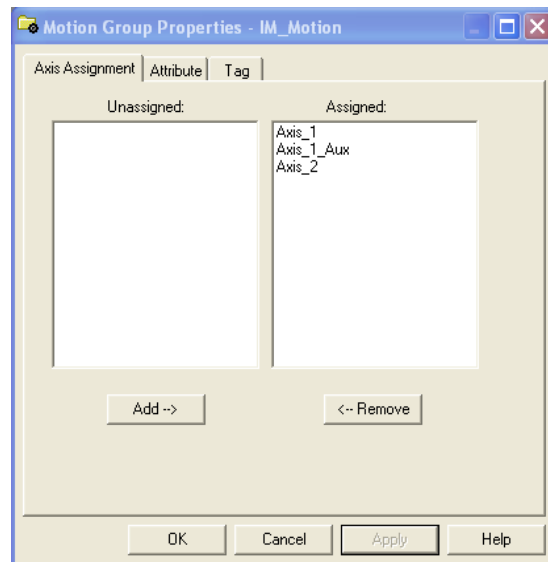 Motion Group Properties - IM_Motion
Axis Assignment Attribute Tag
Unassigned: Assigned:
Axis_1
Axis_1_Aux
Axis_2
Add --> <-- Remove
OK Cancel Apply Help